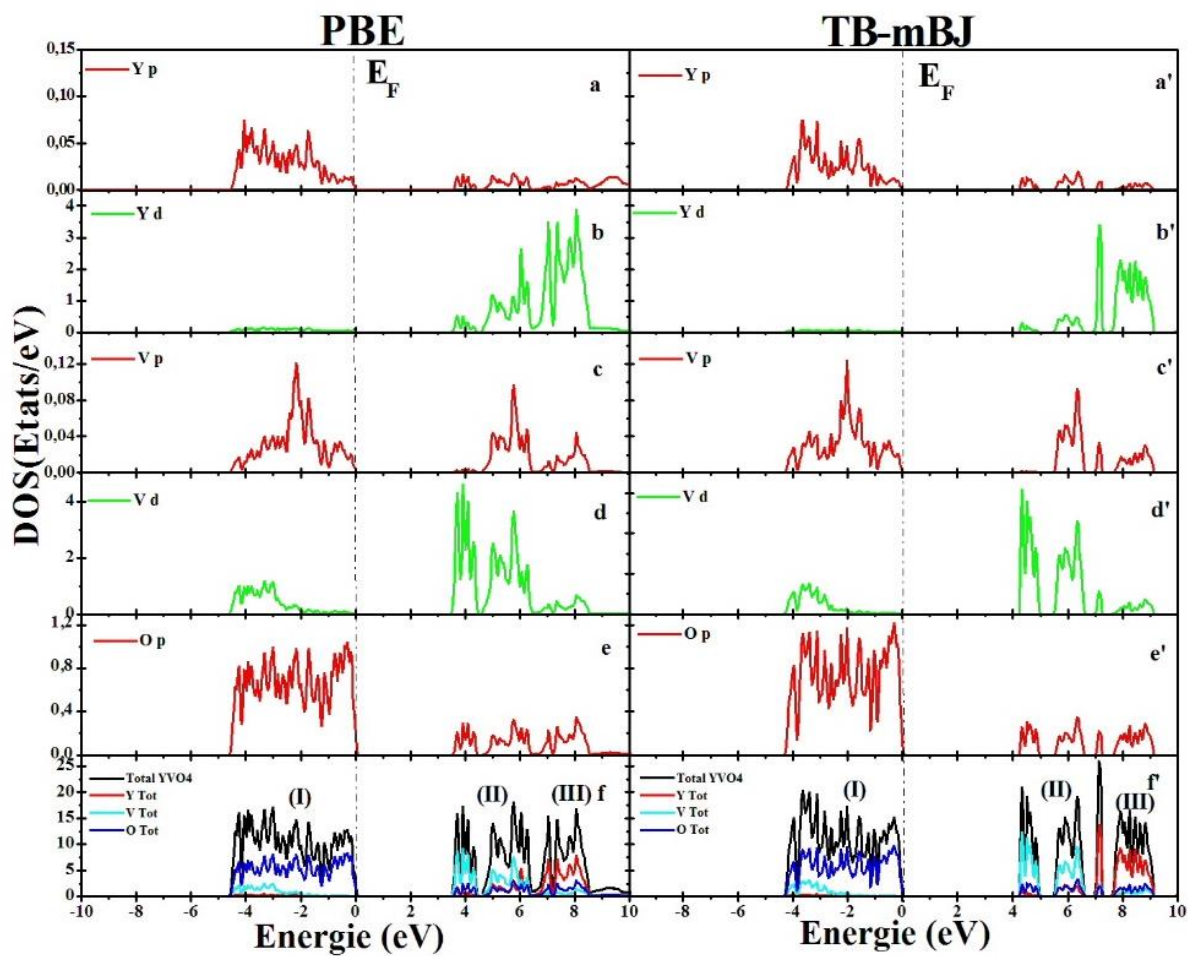 PBE TB-mBJ
0,15
0,10
0,05
0,00
Y p
E_F
a
Y p
E_F
a'
4
3
2
1
0
Y d
b
Y d
b'
0,12
0,08
0,04
0,00
V p
c
V p
c'
4
2
0
V d
d
V d
d'
1,2
0,8
0,4
0,0
O p
e
O p
e'
25
20
15
10
5
0
Total YVO4
Y Tot
V Tot
O Tot
(I)
(II)
(III)
f
Total YVO4
Y Tot
V Tot
O Tot
(I)
(II)
(III)
f'
-10 -8 -6 -4 -2 0 2 4 6 8 10
-8 -6 -4 -2 0 2 4 6 8 10
Energie (eV)
Energie (eV)
DOS(Etats/eV)